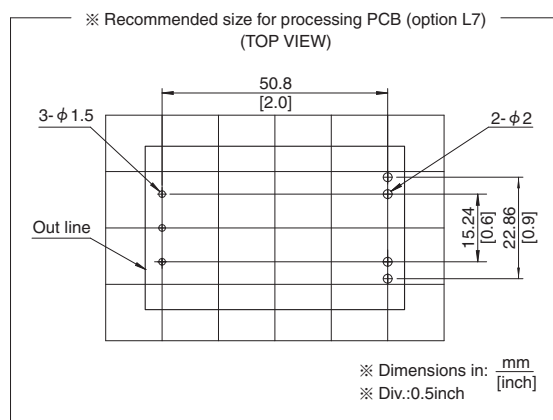 ※ Recommended size for processing PCB (option L7)
(TOP VIEW)
50.8
[2.0]
3-ϕ1.5
2-ϕ2
Out line
15.24
[0.6]
22.86
[0.9]
※ Dimensions in: mm
[inch]
※ Div.:0.5inch